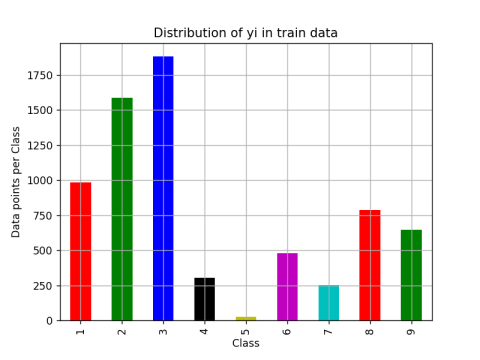 Distribution of yi in train data
Data points per Class
1750
1500
1250
1000
750
500
250
0
1 2 3 4 5 6 7 8 9
Class